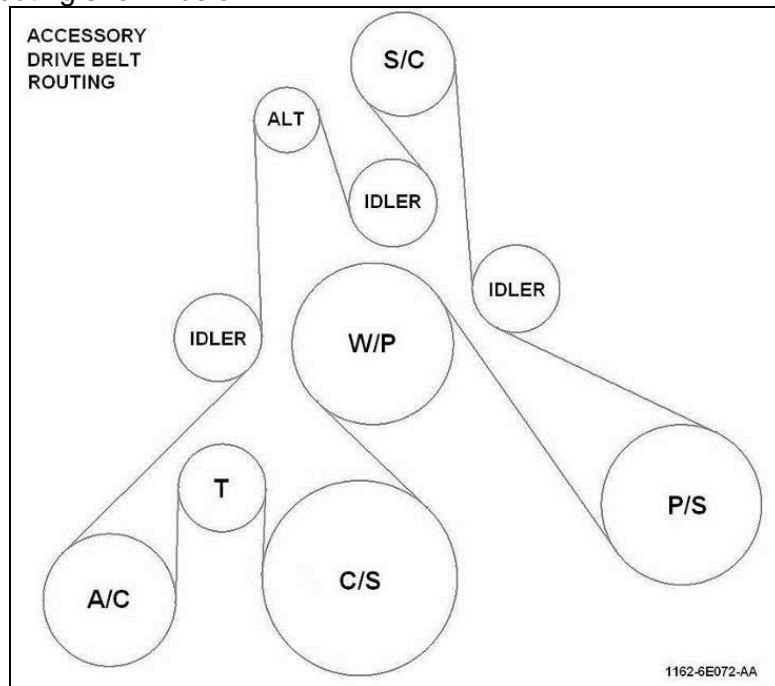 ACCESSORY
DRIVE BELT
ROUTING
S/C
ALT
IDLER
IDLER
IDLER
W/P
T
P/S
A/C
C/S
1162-6E072-AA